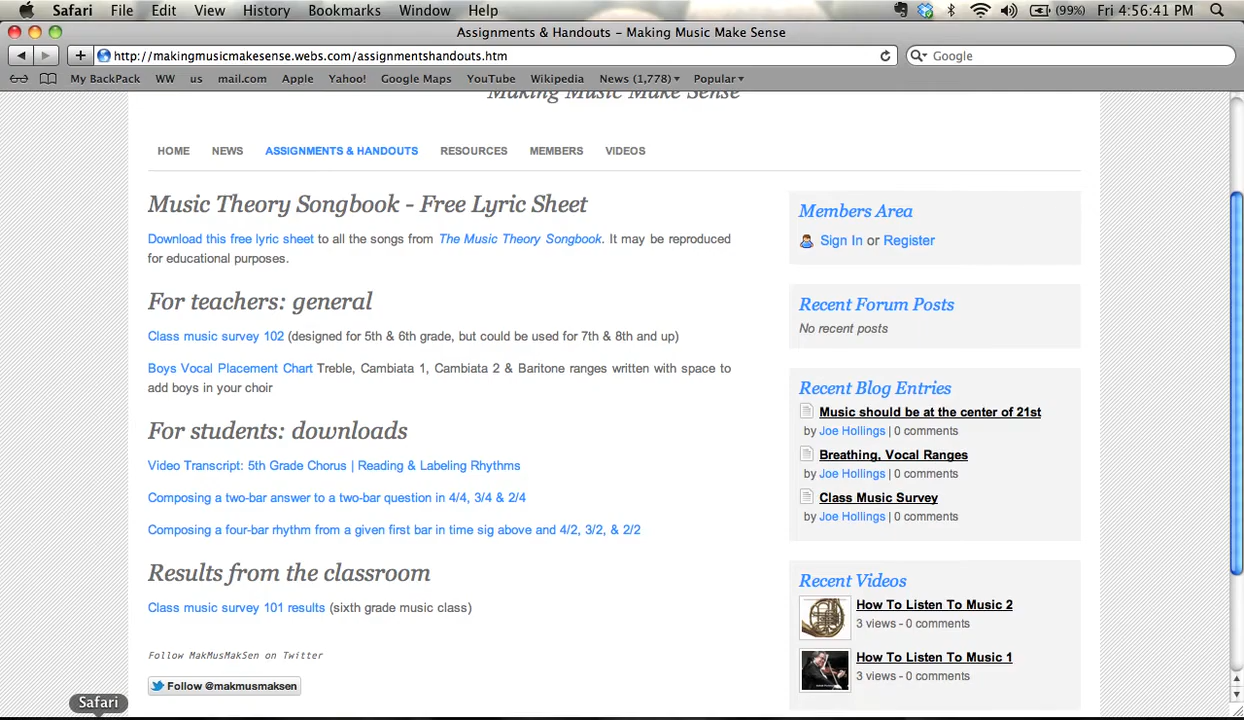 Safari File Edit View History Bookmarks Window Help (99%) Fri 4:56:41 PM
Assignments & Handouts – Making Music Make Sense
http://makingmusicmakesense.webs.com/assignmentshandouts.htm Google
My BackPack WW us mail.com Apple Yahoo! Google Maps YouTube Wikipedia News (1,778) Popular
Making Music Make Sense
HOME NEWS ASSIGNMENTS & HANDOUTS RESOURCES MEMBERS VIDEOS
Music Theory Songbook - Free Lyric Sheet
Download this free lyric sheet to all the songs from The Music Theory Songbook. It may be reproduced
for educational purposes.
For teachers: general
Class music survey 102 (designed for 5th & 6th grade, but could be used for 7th & 8th and up)
Boys Vocal Placement Chart Treble, Cambiata 1, Cambiata 2 & Baritone ranges written with space to
add boys in your choir
For students: downloads
Video Transcript: 5th Grade Chorus | Reading & Labeling Rhythms
Composing a two-bar answer to a two-bar question in 4/4, 3/4 & 2/4
Composing a four-bar rhythm from a given first bar in time sig above and 4/2, 3/2, & 2/2
Results from the classroom
Class music survey 101 results (sixth grade music class)
Follow MakMusMakSen on Twitter
Follow @makmusmaksen
Members Area
Sign In or Register
Recent Forum Posts
No recent posts
Recent Blog Entries
Music should be at the center of 21st
by Joe Hollings | 0 comments
Breathing, Vocal Ranges
by Joe Hollings | 0 comments
Class Music Survey
by Joe Hollings | 0 comments
Recent Videos
How To Listen To Music 2
3 views - 0 comments
How To Listen To Music 1
3 views - 0 comments
Safari